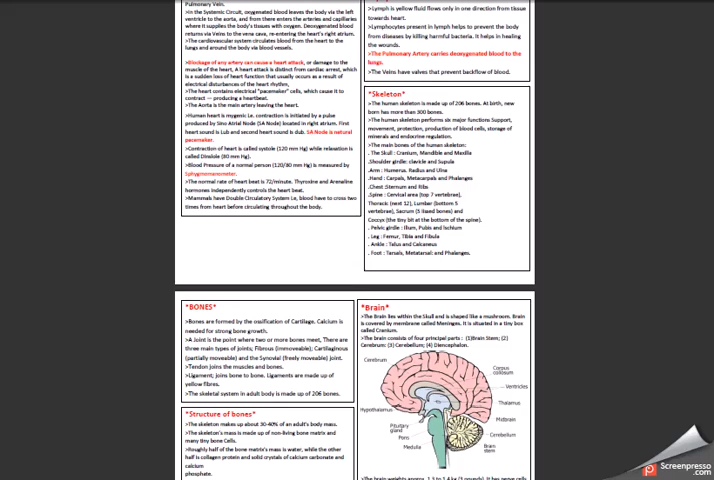 Pulmonary Vein.
>In the Systemic Circuit, oxygenated blood leaves the body via the left
ventricle to the aorta, and from there enters the arteries and capillaries
where it supplies the body's tissues with oxygen. Deoxygenated blood
returns via Veins to the vena cave, re-entering the heart's right atrium.
>The cardiovascular system circulates blood from the heart to the
lungs and around the body via blood vessels.
>Blockage of any artery can cause a heart attack, or damage to
the muscle of the heart, A heart attack is distinct from cardiac arrest, which
is a sudden loss of heart function that usually occurs as a result of
electrical disturbances of the heart rhythm,
>The heart contains electrical "pacemaker" cells, which cause it to
contract — producing a heartbeat.
>The Aorta is the main artery leaving the heart.
>Human heart is myogenic i.e. contraction is initiated by a pulse
produced by Sino Atrial Node (SA Node) located in right atrium. First
heart sound is Lub and second heart sound is dub. SA Node is natural
pacemaker.
>Contraction of heart is called systole (120 mm Hg) while relaxation is
called Diastole (80 mm Hg).
>Blood Pressure of a normal person (120/80 mm Hg) is measured by
Sphygmomanometer.
>The normal rate of heart beat is 72/minute. Thyroxine and Arenaline
hormones independently controls the heart beat.
>Mammals have Double Circulatory System i.e, blood have to cross two
times from heart before circulating throughout the body.
>Lymph is yellow fluid flows only in one direction from tissue
towards heart.
>Lymphocytes present in lymph helps to prevent the body
from diseases by killing harmful bacteria. It helps in healing
the wounds.
>The Pulmonary Artery carries deoxygenated blood to the
lungs.
>The Veins have valves that prevent backflow of blood.
*Skeleton*
>The human skeleton is made up of 206 bones. At birth, new
born has more than 300 bones.
>The human skeleton performs six major functions Support,
movement, protection, production of blood cells, storage of
minerals and endocrine regulation.
>The main bones of the human skeleton:
. The Skull : Cranium, Mandible and Maxilla
.Shoulder girdle: clavicle and Supula
.Arm : Humerus. Radius and Ulna
.Hand : Carpals, Metacarpals and Phalanges
.Chest :Sternum and Ribs
.Spine : Cervical area (top 7 vertebrae),
Thoracic (next 12), Lumbar (bottom 5
vertebrae), Sacrum (5 fused bones) and
Coccyx (the tiny bit at the bottom of the spine).
. Pelvic girdle : Ilium, Pubis and Ischium
. Leg : Femur, Tibia and Fibula
. Ankle : Talus and Calcaneus
. Foot : Tarsals, Metatarsal: and Phalanges.
*BONES*
>Bones are formed by the ossification of Cartilage, Calcium is
needed for strong bone growth.
>A Joint is the point where two or more bones meet, There are
three main types of joints; Fibrous (immoveable); Cartilaginous
(partially moveable) and the Synovial (freely moveable) joint.
>Tendon joins the muscles and bones.
>Ligament; joins bone to bone. Ligaments are made up of
yellow fibres.
>The skeletal system in adult body is made up of 206 bones.
*Structure of bones*
>The skeleton makes up about 30-40% of an adult's body mass.
>The skeleton's mass is made up of non-living bone matrix and
many tiny bone Cells.
>Roughly half of the bone matrix's mass is water, while the other
half is collagen protein and solid crystals of calcium carbonate and
calcium
phosphate.
*Brain*
>The Brain lies within the Skull and is shaped like a mushroom. Brain
is covered by membrane called Meninges. It is situated in a tiny box
called Cranium.
>The brain consists of four principal parts : (1)Brain Stem; (2)
Cerebrum: (3) Cerebellum; (4) Diencephalon.
Cerebrum
Corpus
callosum
Ventricles
Thalamus
Hypothalamus
Midbrain
Pituitary
gland
Cerebellum
Pons
Brain
stem
Medulla
>The brain weights approx. 1.3 to 1.4 kg (3 pounds). It has nerve cells
Screenpresso
.com